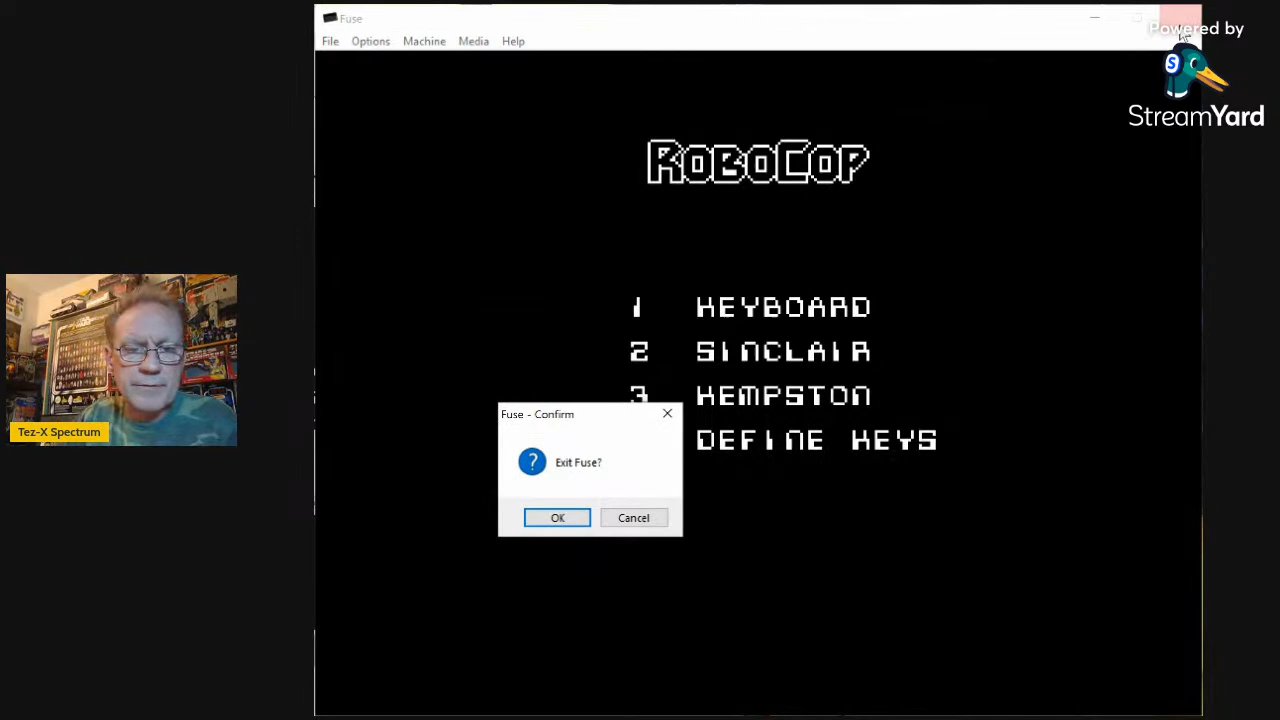 Fuse
File Options Machine Media Help
Powered by
StreamYard
RoboCop
1 KEYBOARD
2 SINCLAIR
3 KEMPSTON
DEFINE KEYS
Fuse - Confirm
Exit Fuse?
OK Cancel
Tez-X Spectrum